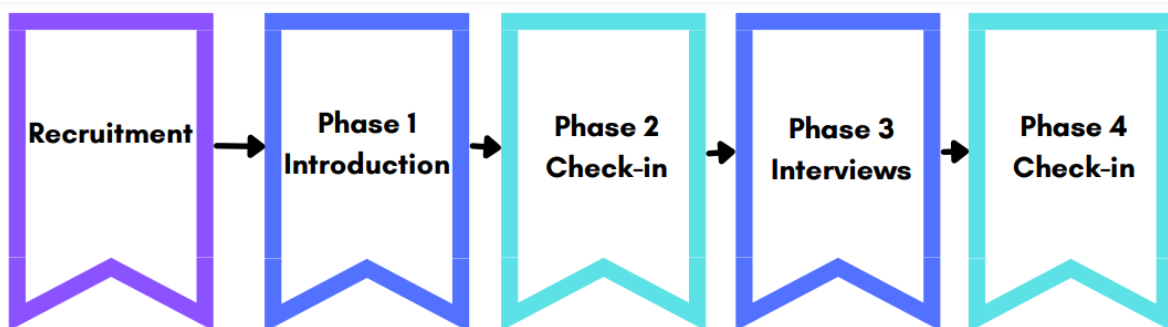 Recruitment
Phase 1
Introduction
Phase 2
Check-in
Phase 3
Interviews
Phase 4
Check-in